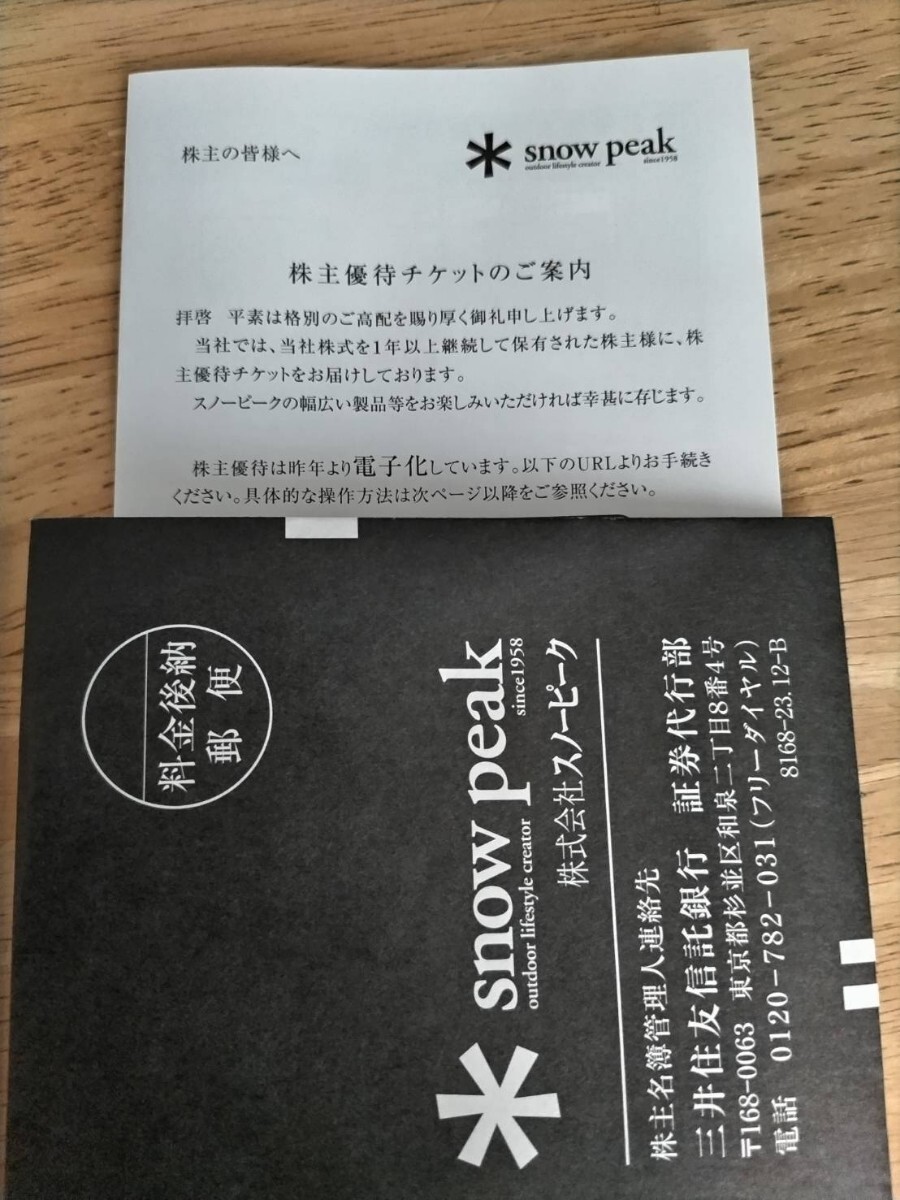 株主の皆様へ
snow peak
outdoor lifestyle creator since1958
株主優待チケットのご案内
拝啓 平素は格別のご高配を賜り厚く御礼申し上げます。
当社では、当社株式を1年以上継続して保有された株主様に、株
主優待チケットをお届けしております。
スノーピークの幅広い製品等をお楽しみいただければ幸甚に存じます。
株主優待は昨年より電子化しています。以下のURLよりお手続き
ください。具体的な操作方法は次ページ以降をご参照ください。
料金後納
郵便
snow peak
outdoor lifestyle creator since1958
株式会社スノーピーク
株主名簿管理人連絡先
三井住友信託銀行 証券代行部
〒168-0063 東京都杉並区和泉二丁目8番4号
電話 0120-782-031(フリーダイヤル)
8168-23.12-B